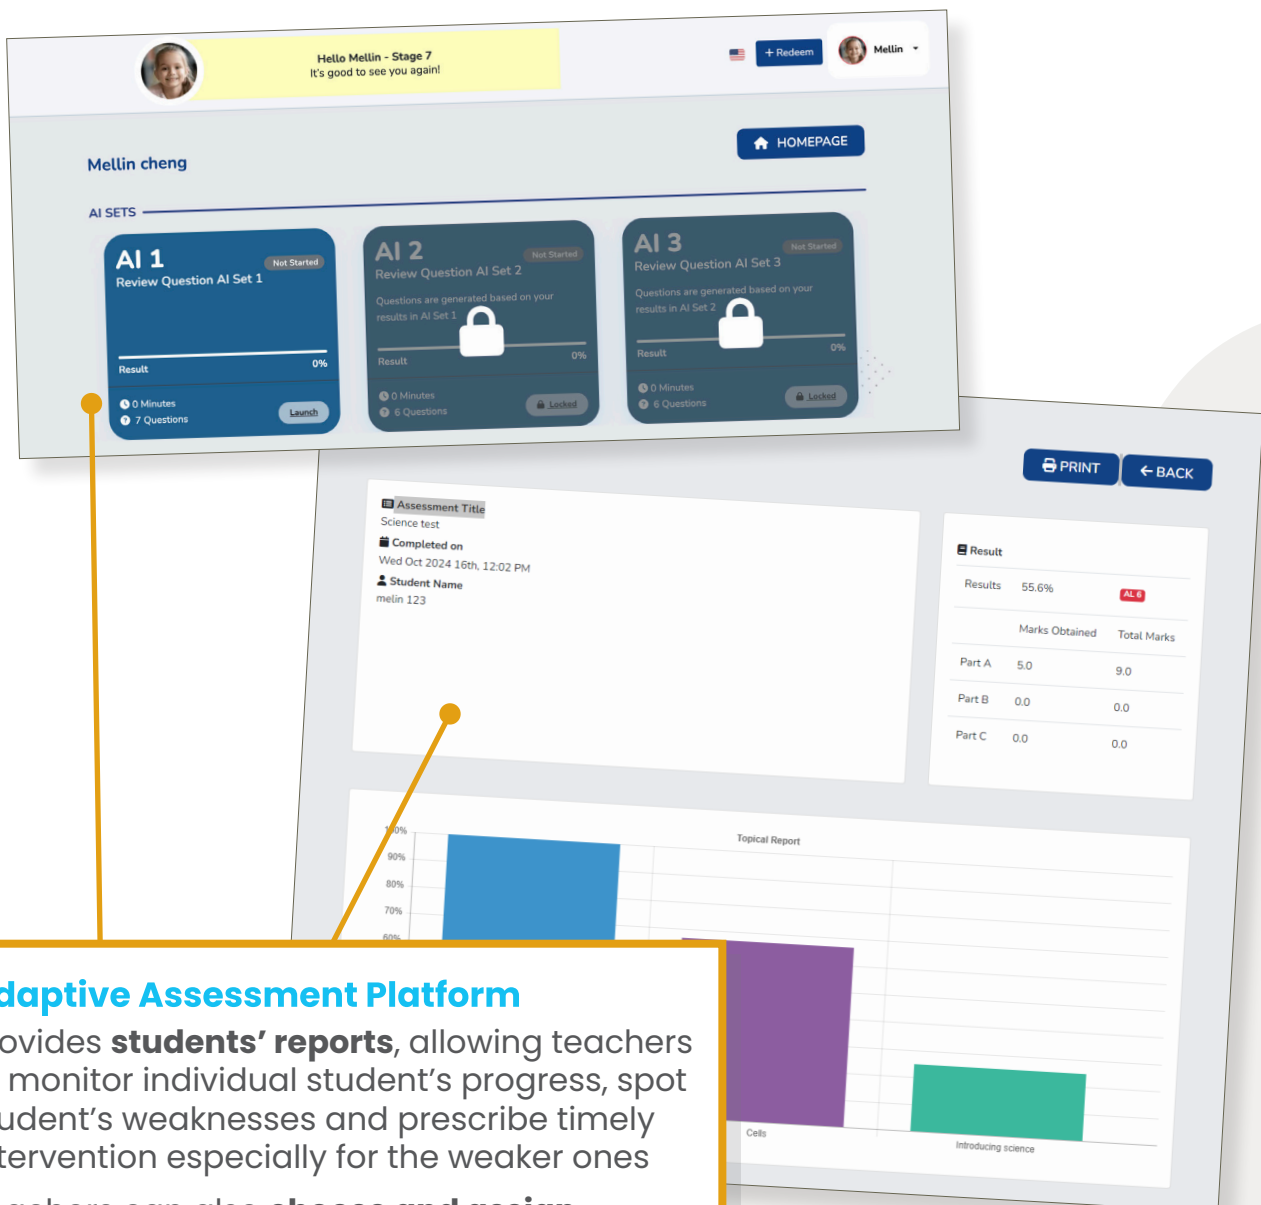 Hello Mellin - Stage 7
It's good to see you again!
+ Redeem
Mellin
HOMEPAGE
Mellin cheng
AI SETS
AI 1
Not Started
Review Question AI Set 1
Result 0%
0 Minutes
7 Questions
Launch
AI 2
Not Started
Review Question AI Set 2
Questions are generated based on your
results in AI Set 1
Result 0%
0 Minutes
6 Questions
Locked
AI 3
Not Started
Review Question AI Set 3
Questions are generated based on your
results in AI Set 2
Result 0%
0 Minutes
6 Questions
Locked
PRINT
BACK
Assessment Title
Science test
Completed on
Wed Oct 2024 16th, 12:02 PM
Student Name
melin 123
Result
Results 55.6% AL 6
Marks Obtained Total Marks
Part A 5.0 9.0
Part B 0.0 0.0
Part C 0.0 0.0
Topical Report
100%
90%
80%
70%
60%
Cells
Introducing science
daptive Assessment Platform
ovides students' reports, allowing teachers
monitor individual student's progress, spot
udent's weaknesses and prescribe timely
tervention especially for the weaker ones
achers can also choose and assign